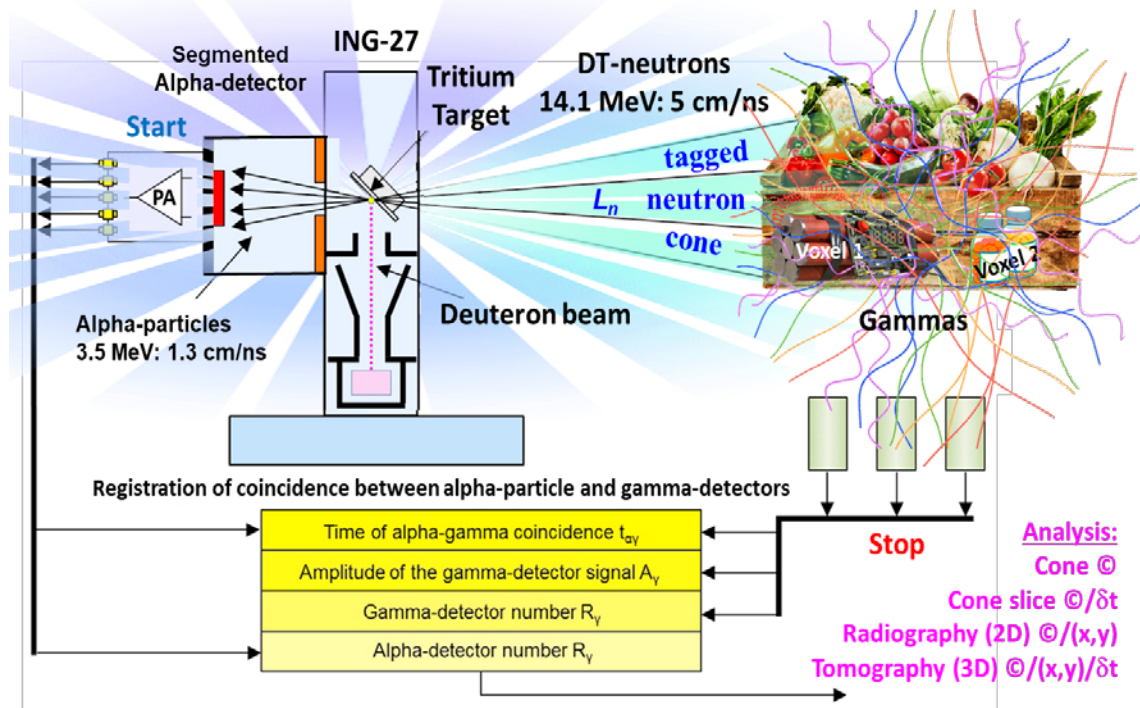 ING-27
Segmented
Alpha-detector
Tritium
Target
DT-neutrons
14.1 MeV: 5 cm/ns
Start
PA
tagged
Lₙ neutron
cone
Voxel 1
Voxel 2
Deuteron beam
Gammas
Alpha-particles
3.5 MeV: 1.3 cm/ns
Registration of coincidence between alpha-particle and gamma-detectors
Time of alpha-gamma coincidence tαγ
Amplitude of the gamma-detector signal Aγ
Gamma-detector number Rγ
Alpha-detector number Rγ
Stop
Analysis:
Cone ©
Cone slice ©/δt
Radiography (2D) ©/(x,y)
Tomography (3D) ©/(x,y)/δt